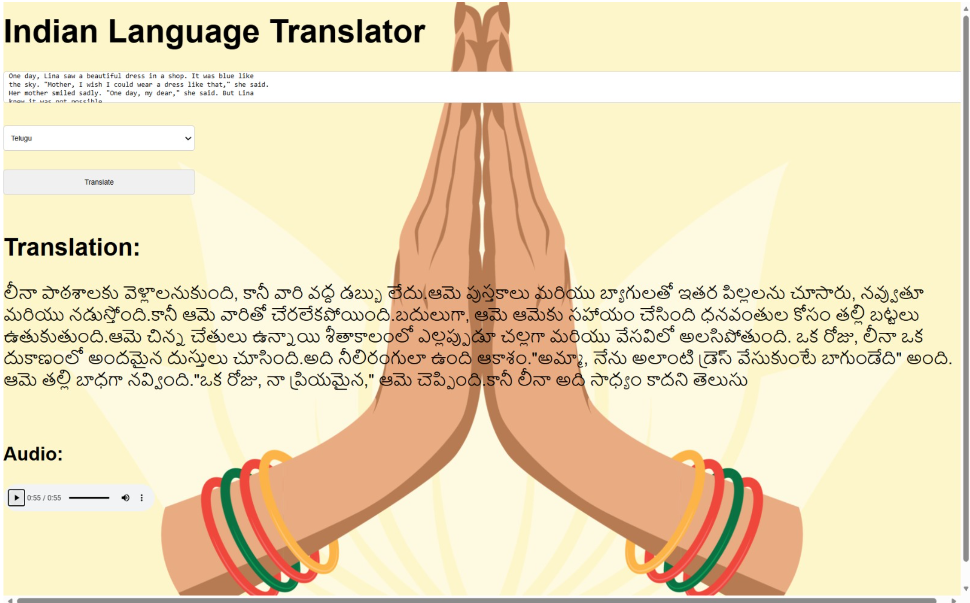 Indian Language Translator
One day, Lina saw a beautiful dress in a shop. It was blue like
the sky. "Mother, I wish I could wear a dress like that," she said.
Her mother smiled sadly. "One day, my dear," she said. But Lina
knew it was not possible
Telugu
Translate
Translation:
లీనా పాఠశాలకు వెళ్లాలనుకుంది, కానీ వారి వద్ద డబ్బు లేదు.ఆమె పుస్తకాలు మరియు బ్యాగులతో ఇతర పిల్లలను చూసారు, నవ్వుతూ
మరియు నడుస్తోంది.కానీ ఆమె వారితో చేరలేకపోయింది.బదులుగా, ఆమె ఆమెకు సహాయం చేసింది ధనవంతుల కోసం తల్లి బట్టలు
ఉతుకుతుంది.ఆమె చిన్న చేతులు ఉన్నాయి శీతాకాలంలో ఎల్లప్పుడూ చల్లగా మరియు వేసవిలో అలసిపోతుంది. ఒక రోజు, లీనా ఒక
దుకాణంలో అందమైన దుస్తులు చూసింది.అది నీలిరంగులా ఉంది ఆకాశం."అమ్మా, నేను అలాంటి డ్రెస్ వేసుకుంటే బాగుండేది" అంది.
ఆమె తల్లి బాధగా నవ్వింది."ఒక రోజు, నా ప్రియమైన," ఆమె చెప్పింది.కానీ లీనా అది సాధ్యం కాదని తెలుసు
Audio:
0:55 / 0:55